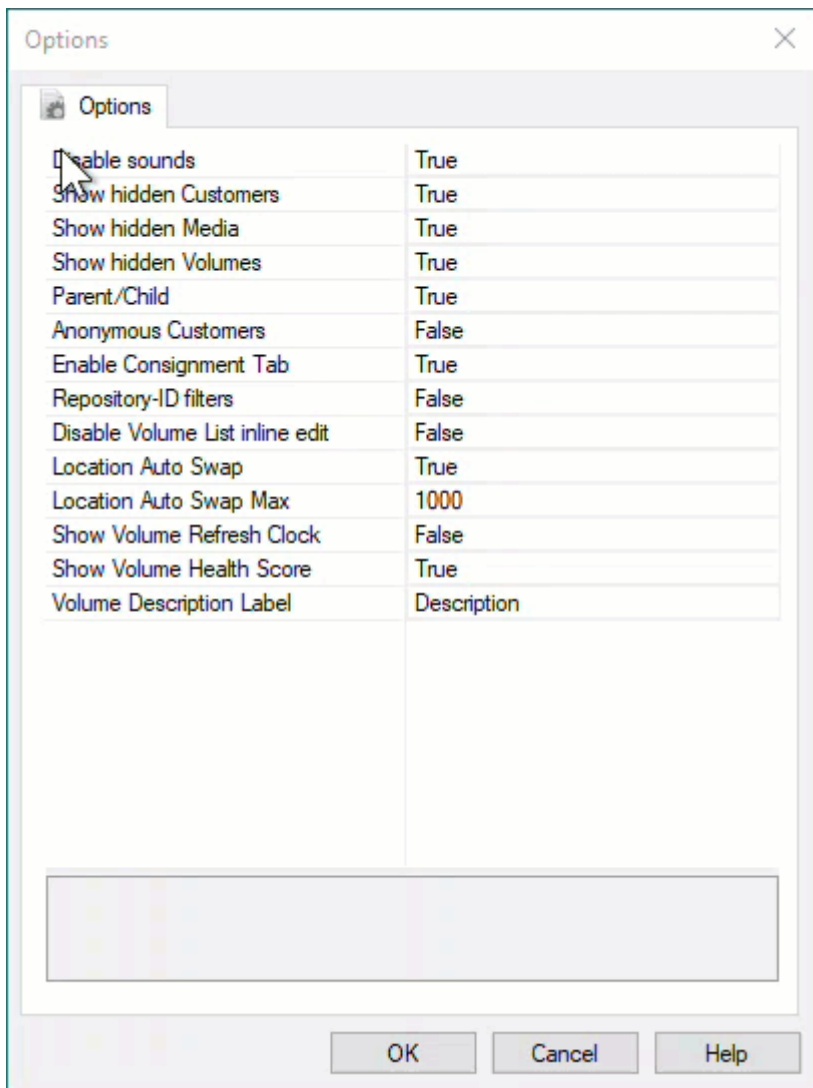 Options
Options
Disable sounds True
Show hidden Customers True
Show hidden Media True
Show hidden Volumes True
Parent/Child True
Anonymous Customers False
Enable Consignment Tab True
Repository-ID filters False
Disable Volume List inline edit False
Location Auto Swap True
Location Auto Swap Max 1000
Show Volume Refresh Clock False
Show Volume Health Score True
Volume Description Label Description
OK Cancel Help